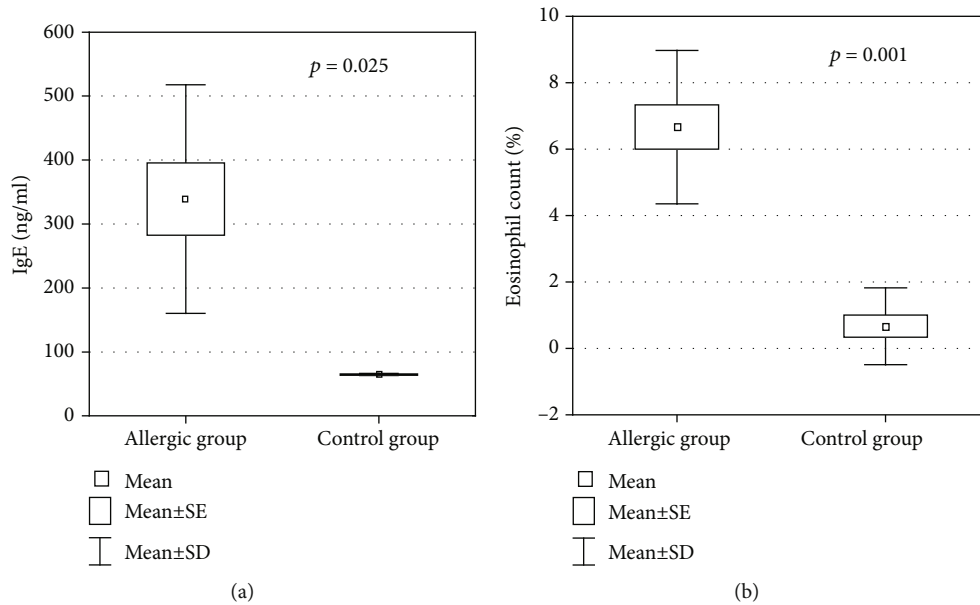 600
500
400
300
200
100
0
IgE (ng/ml)
p = 0.025
Allergic group
Control group
Mean
Mean±SE
Mean±SD
(a)
10
8
6
4
2
0
–2
Eosinophil count (%)
p = 0.001
Allergic group
Control group
Mean
Mean±SE
Mean±SD
(b)